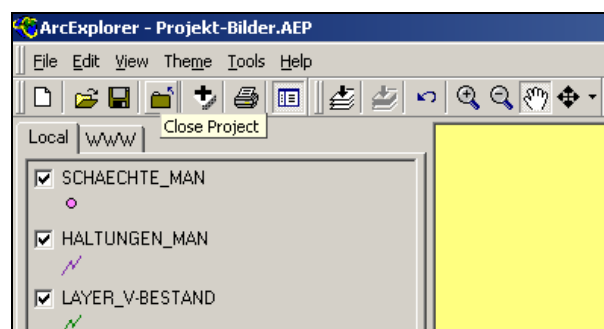 ArcExplorer - Projekt-Bilder.AEP
File Edit View Theme Tools Help
Close Project
Local WWW
SCHAECHTE_MAN
HALTUNGEN_MAN
LAYER_V-BESTAND